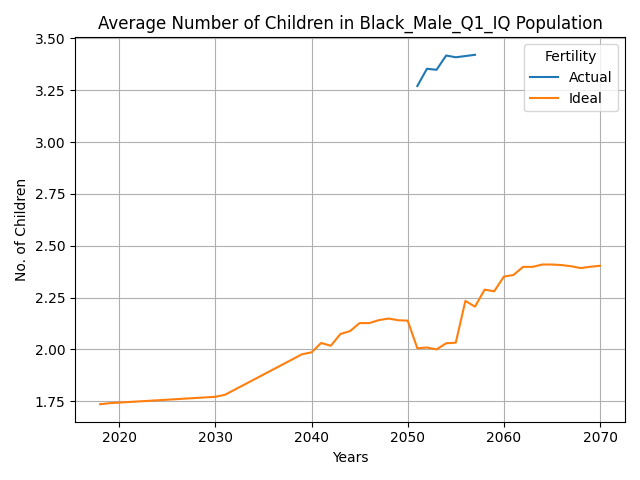 Average Number of Children in Black_Male_Q1_IQ Population
3.50
3.25
3.00
2.75
2.50
2.25
2.00
1.75
No. of Children
Fertility
Actual
Ideal
2020 2030 2040 2050 2060 2070
Years